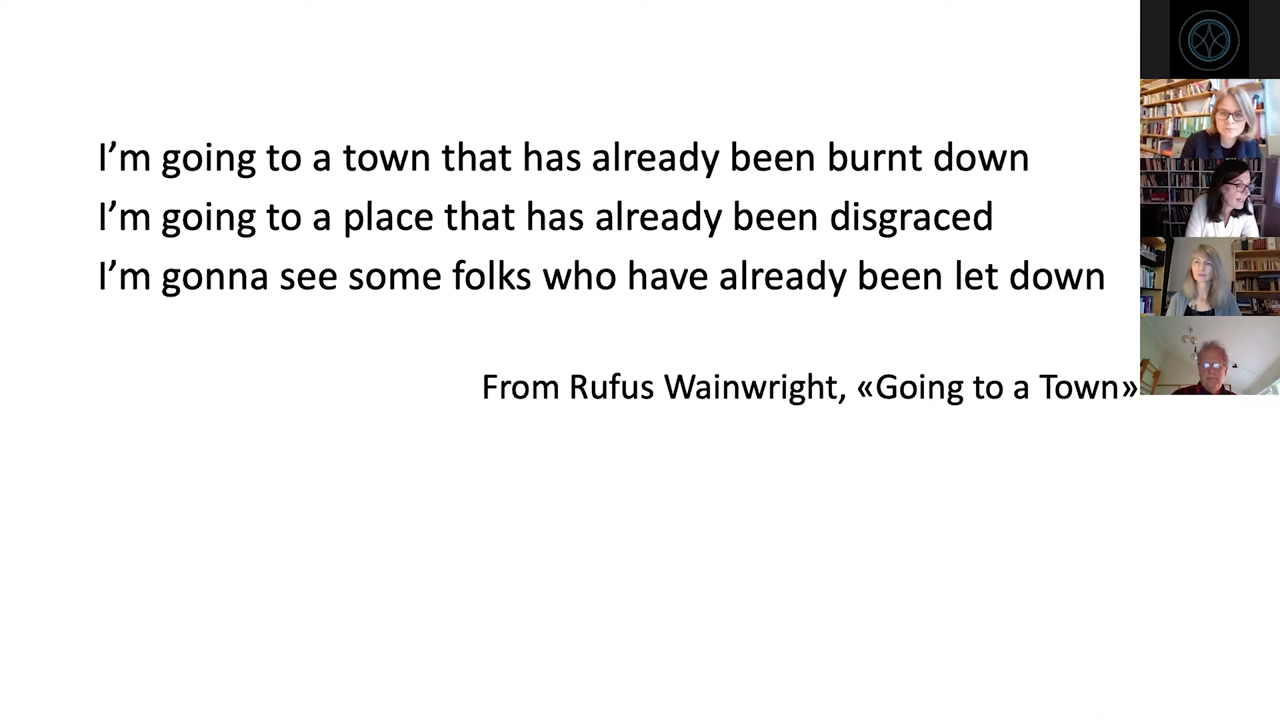 I’m going to a town that has already been burnt down
I’m going to a place that has already been disgraced
I’m gonna see some folks who have already been let down
From Rufus Wainwright, «Going to a Town»